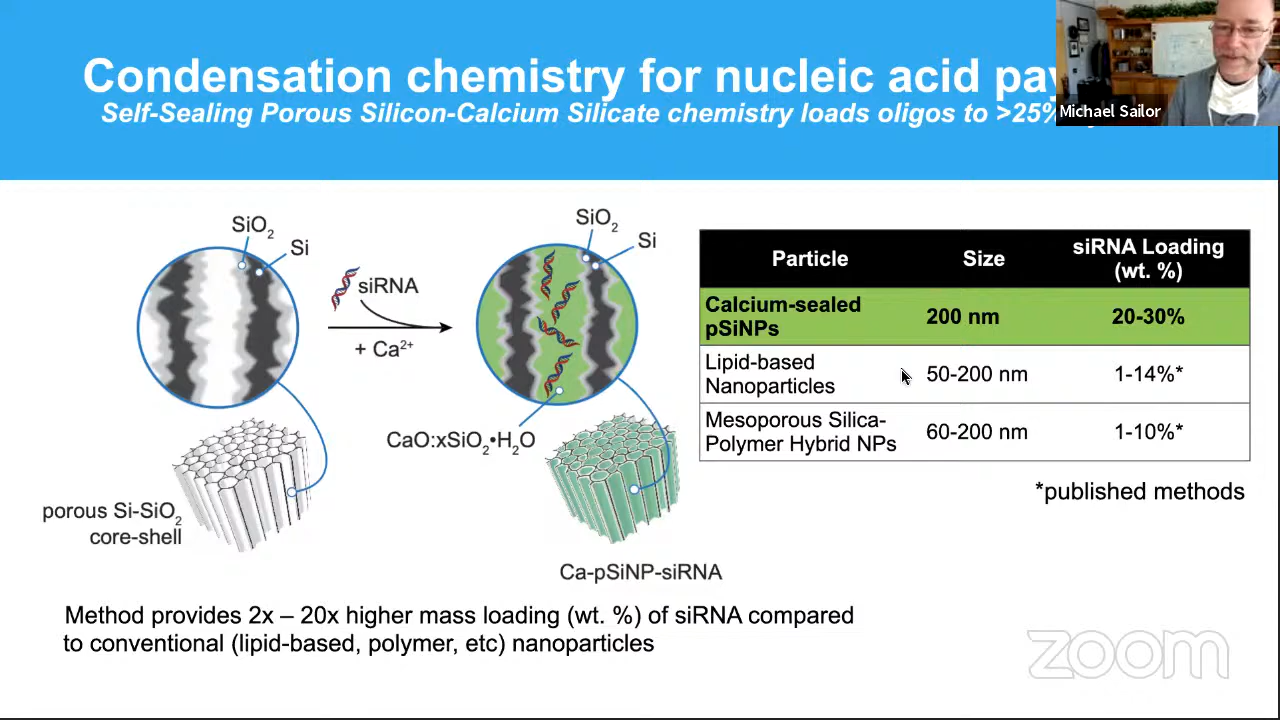 Condensation chemistry for nucleic acid
Self-Sealing Porous Silicon-Calcium Silicate chemistry loads oligos to >25%
Michael Sailor
SiO₂
Si
siRNA
+ Ca²⁺
SiO₂
Si
CaO:xSiO₂•H₂O
porous Si-SiO₂
core-shell
Ca-pSiNP-siRNA
Particle
Size
siRNA Loading
(wt. %)
Calcium-sealed
pSiNPs
200 nm
20-30%
Lipid-based
Nanoparticles
50-200 nm
1-14%*
Mesoporous Silica-
Polymer Hybrid NPs
60-200 nm
1-10%*
*published methods
Method provides 2x – 20x higher mass loading (wt. %) of siRNA compared
to conventional (lipid-based, polymer, etc) nanoparticles
zoom